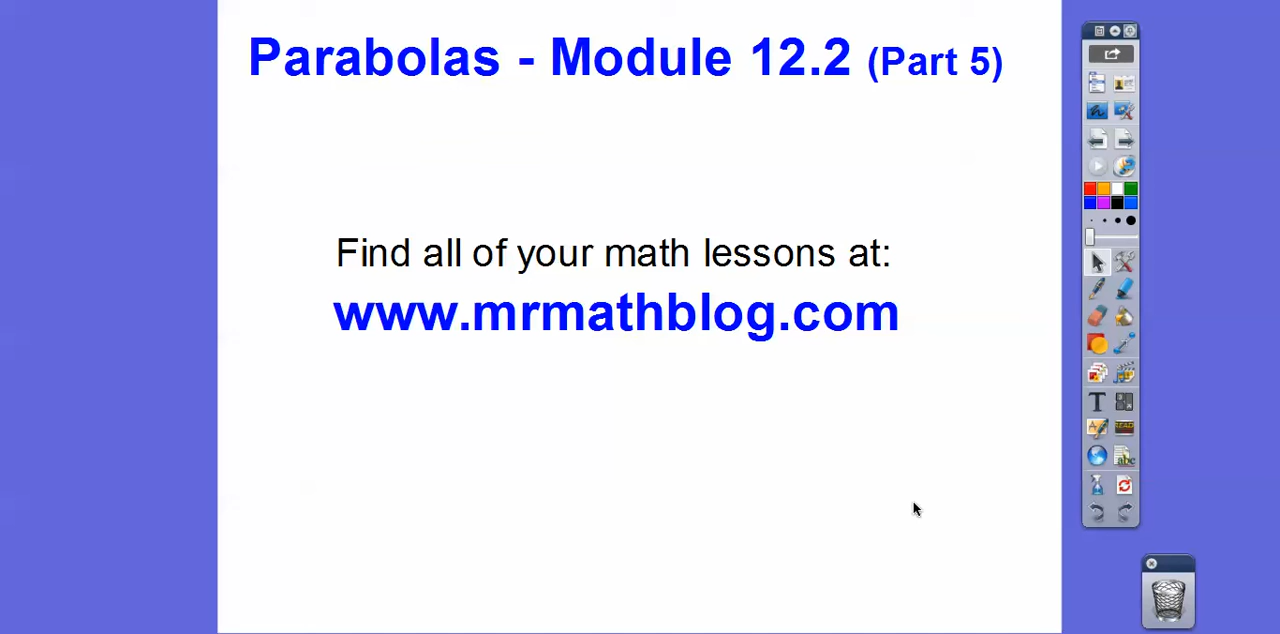 Parabolas - Module 12.2 (Part 5)
Find all of your math lessons at:
www.mrmathblog.com